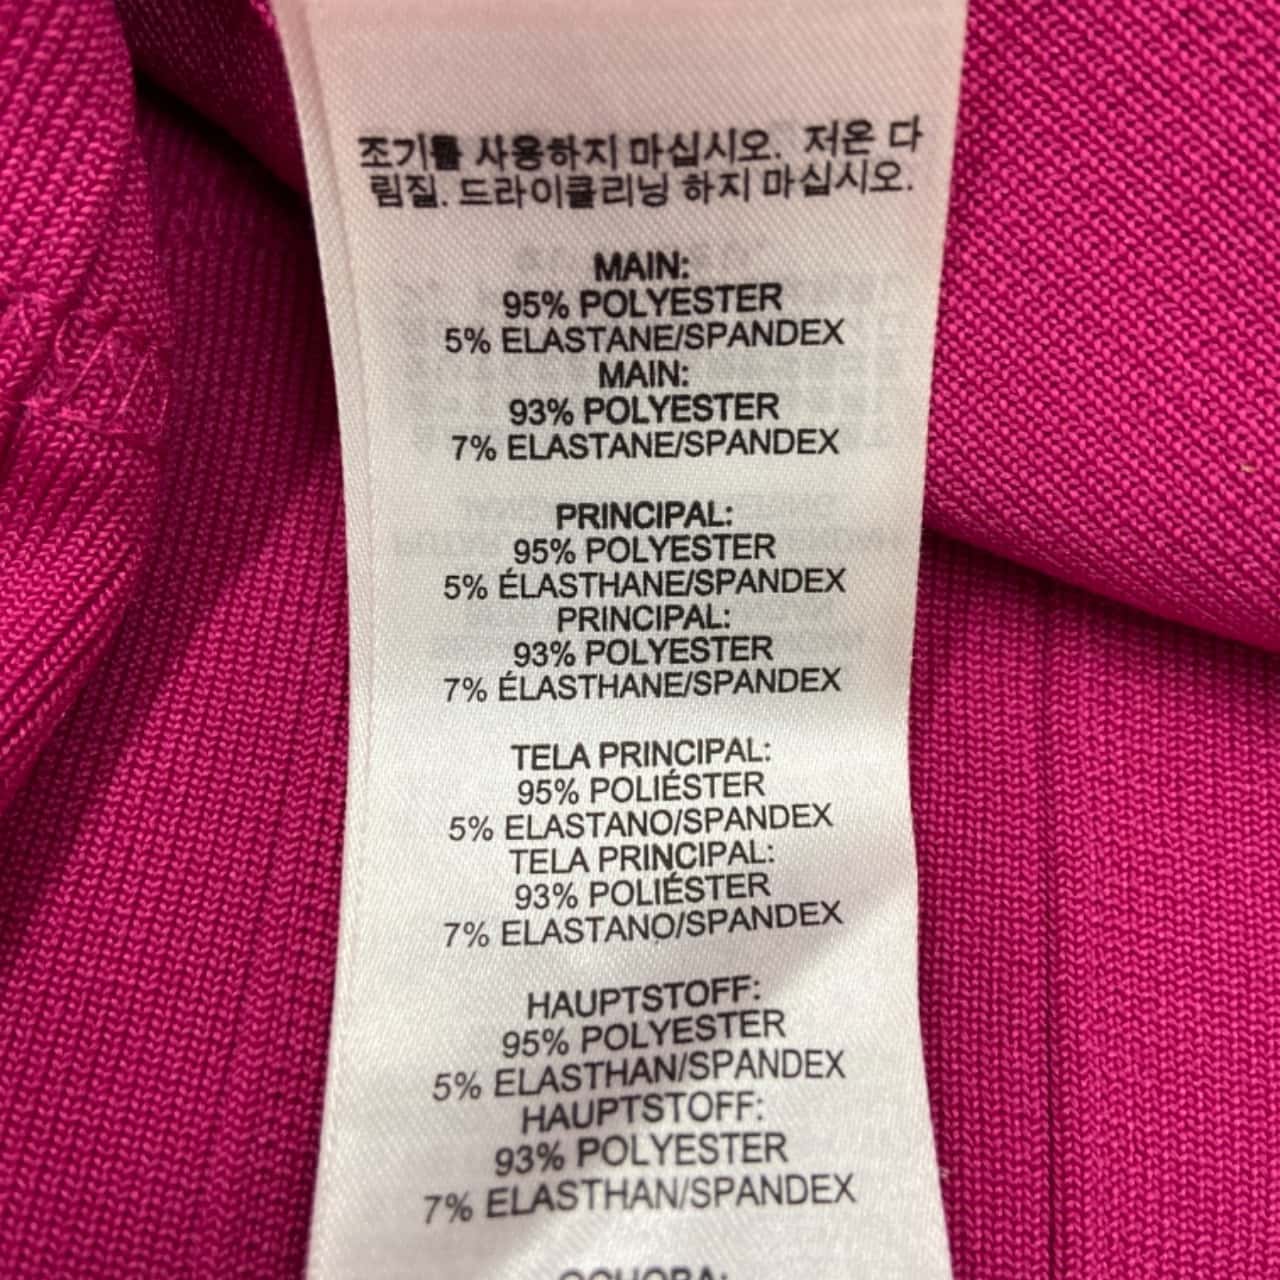 조기를 사용하지 마십시오. 저온 다
림질. 드라이클리닝 하지 마십시오.
MAIN:
95% POLYESTER
5% ELASTANE/SPANDEX
MAIN:
93% POLYESTER
7% ELASTANE/SPANDEX
PRINCIPAL:
95% POLYESTER
5% ÉLASTHANE/SPANDEX
PRINCIPAL:
93% POLYESTER
7% ÉLASTHANE/SPANDEX
TELA PRINCIPAL:
95% POLIÉSTER
5% ELASTANO/SPANDEX
TELA PRINCIPAL:
93% POLIÉSTER
7% ELASTANO/SPANDEX
HAUPTSTOFF:
95% POLYESTER
5% ELASTHAN/SPANDEX
HAUPTSTOFF:
93% POLYESTER
7% ELASTHAN/SPANDEX